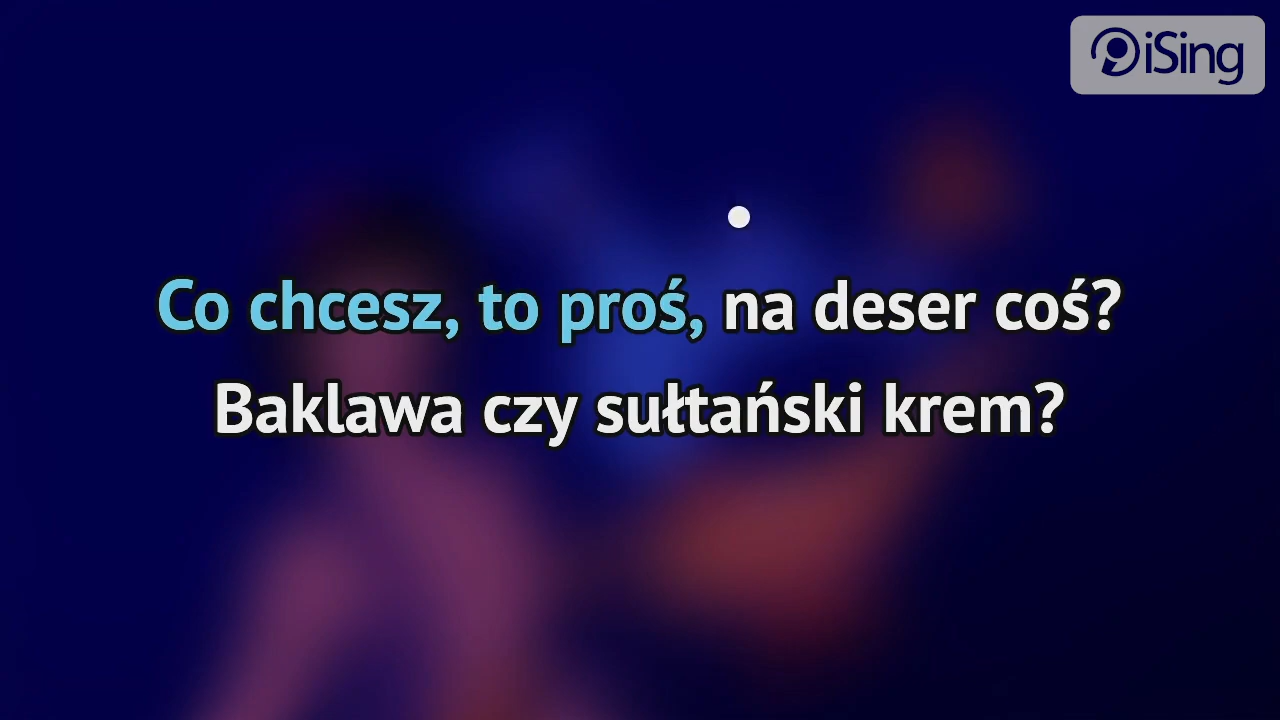 iSing
Co chcesz, to proś, na deser coś?
Baklawa czy sułtański krem?